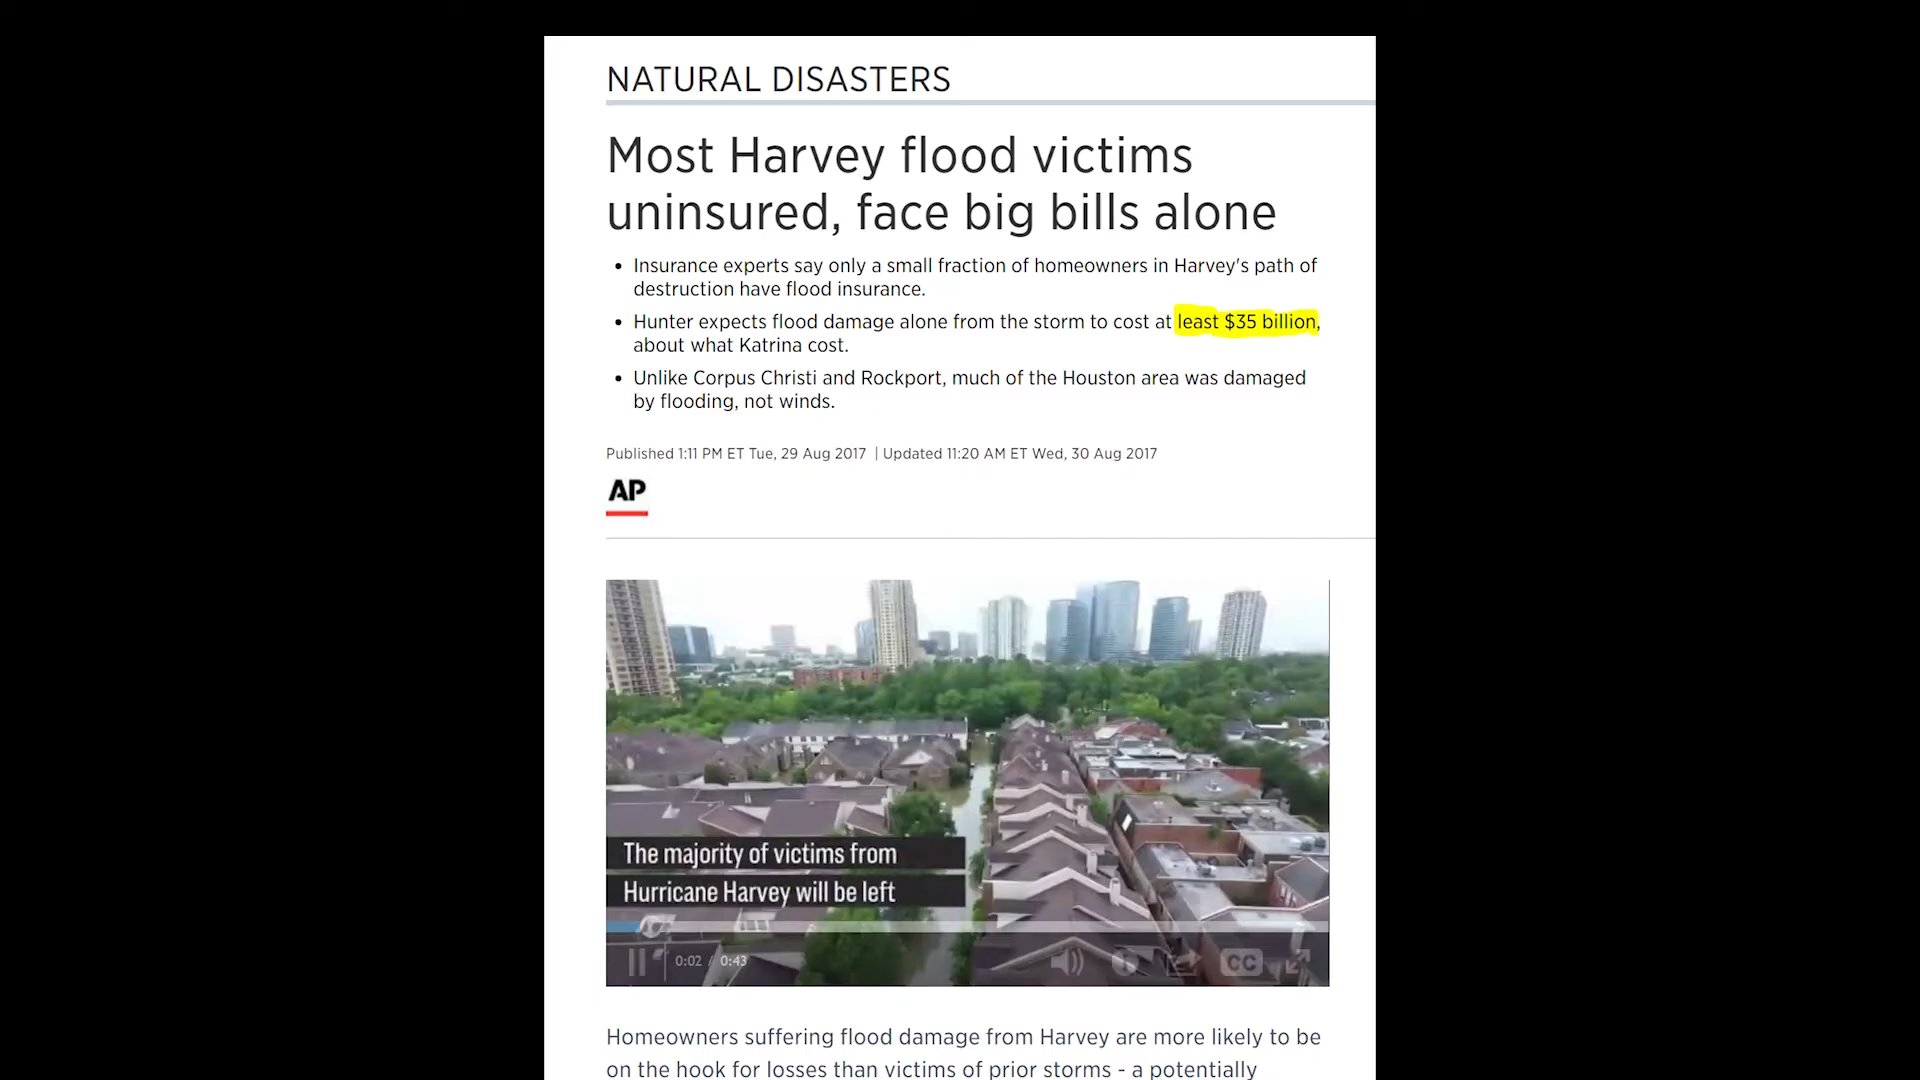 NATURAL DISASTERS
Most Harvey flood victims
uninsured, face big bills alone
• Insurance experts say only a small fraction of homeowners in Harvey's path of
destruction have flood insurance.
• Hunter expects flood damage alone from the storm to cost at least $35 billion,
about what Katrina cost.
• Unlike Corpus Christi and Rockport, much of the Houston area was damaged
by flooding, not winds.
Published 1:11 PM ET Tue, 29 Aug 2017 | Updated 11:20 AM ET Wed, 30 Aug 2017
AP
The majority of victims from
Hurricane Harvey will be left
0:02 / 0:43
CC
Homeowners suffering flood damage from Harvey are more likely to be
on the hook for losses than victims of prior storms - a potentially